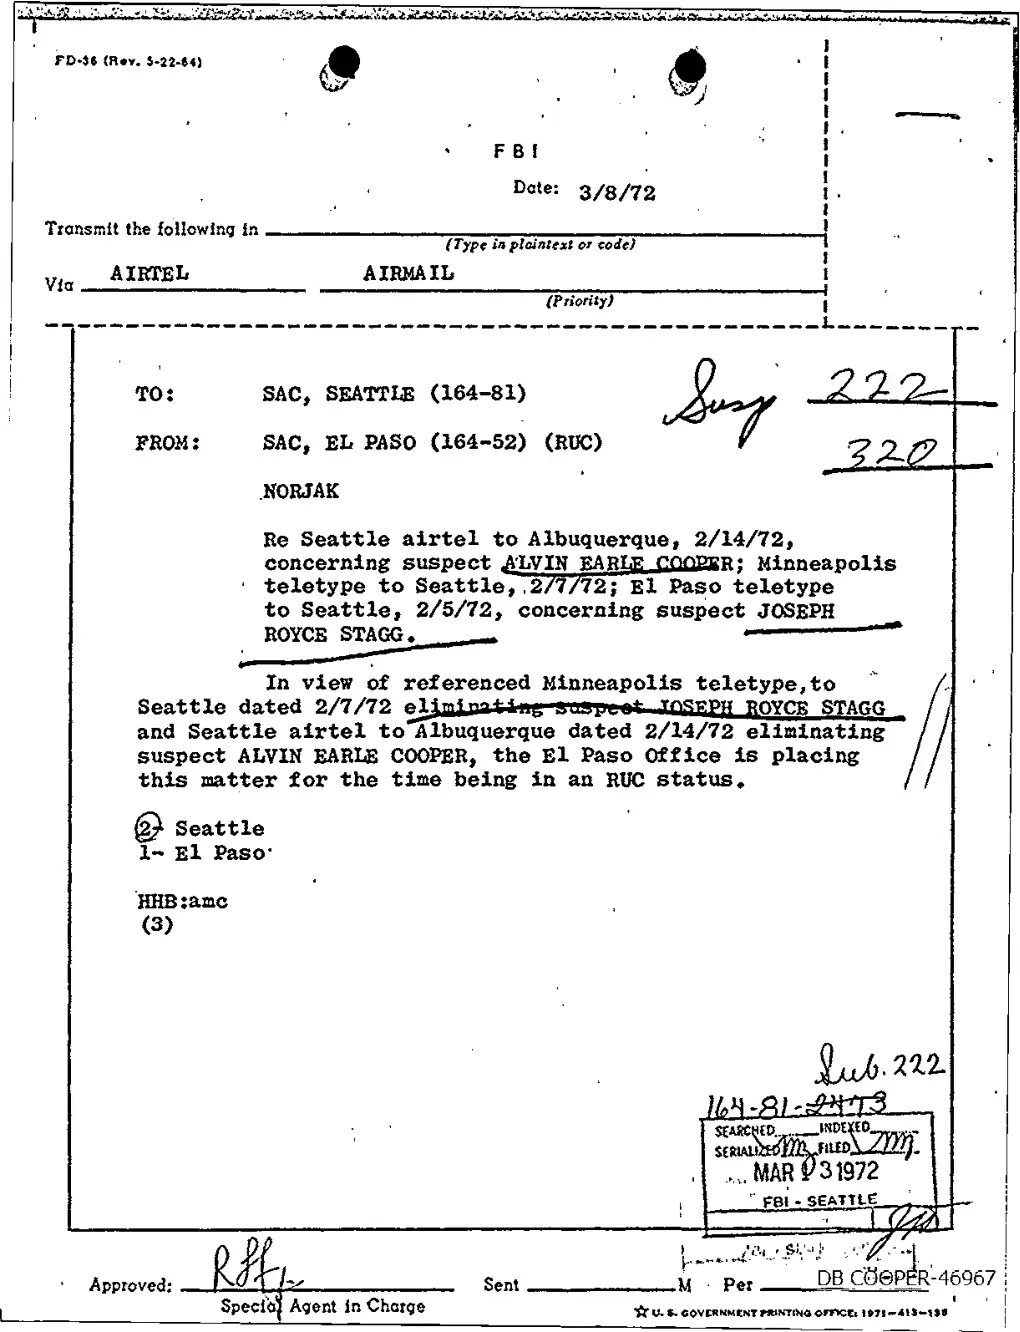 FD-36 (Rev. 5-22-64)
FBI
Date: 3/8/72
Transmit the following in
(Type in plaintext or code)
Via AIRTEL AIRMAIL
(Priority)
TO: SAC, SEATTLE (164-81)
Susp 222
FROM: SAC, EL PASO (164-52) (RUC)
320
NORJAK
Re Seattle airtel to Albuquerque, 2/14/72,
concerning suspect ALVIN EARLE COOPER; Minneapolis
teletype to Seattle, 2/7/72; El Paso teletype
to Seattle, 2/5/72, concerning suspect JOSEPH
ROYCE STAGG.
In view of referenced Minneapolis teletype,to
Seattle dated 2/7/72 eliminating suspect JOSEPH ROYCE STAGG
and Seattle airtel to Albuquerque dated 2/14/72 eliminating
suspect ALVIN EARLE COOPER, the El Paso Office is placing
this matter for the time being in an RUC status.
2- Seattle
1- El Paso
HHB:amc
(3)
Sub. 222
164-81-2473
SEARCHED INDEXED
SERIALIZED FILED
MAR 3 1972
FBI - SEATTLE
Approved: Sent M Per
DB COOPER-46967
Special Agent in Charge
☆ U. S. GOVERNMENT PRINTING OFFICE: 1971-413-135